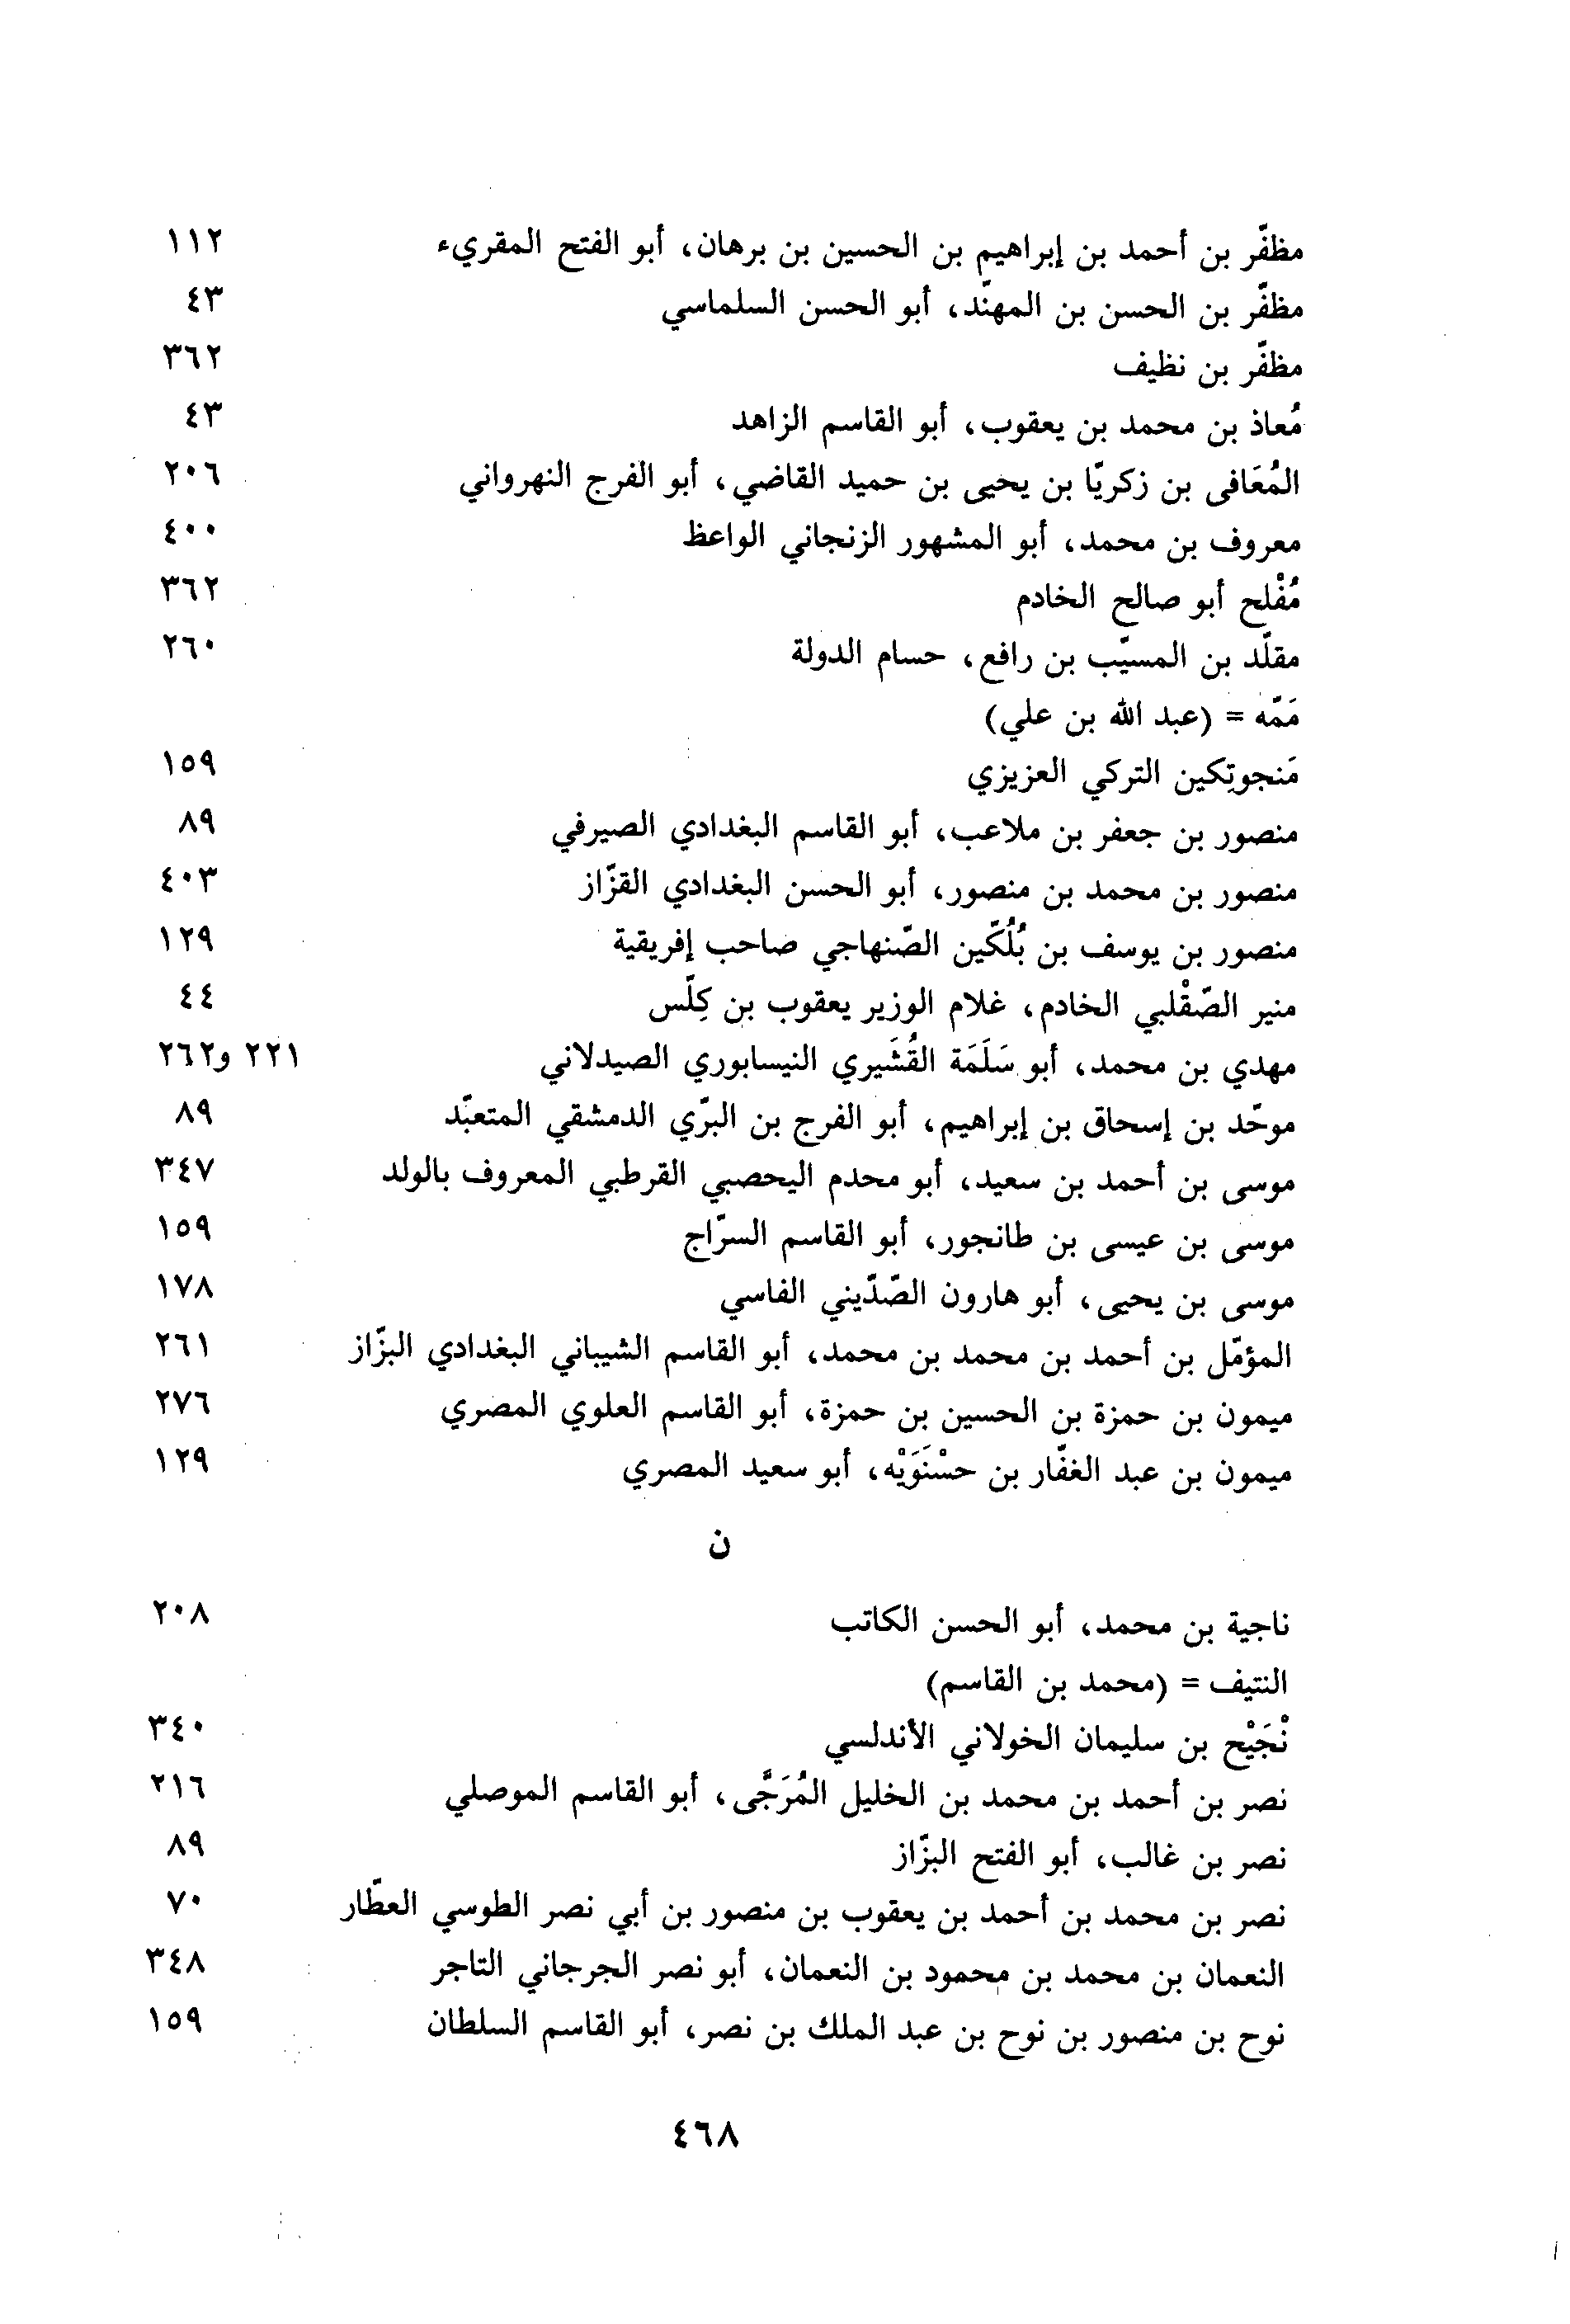 مظفّر بن أحمد بن إبراهيم بن الحسين بن برهان، أبو الفتح المقريء ١١٢
مظفّر بن الحسن بن المهنّد، أبو الحسن السلماسي ٤٣
مظفّر بن نظيف ٣٦٢
مُعاذ بن محمد بن يعقوب، أبو القاسم الزاهد ٤٣
المُعَافى بن زكريّا بن يحيى بن حميد القاضي، أبو الفرج النهرواني ٢٠٦
معروف بن محمد، أبو المشهور الزنجاني الواعظ ٤٠٠
مُفْلح أبو صالح الخادم ٣٦٢
مقلّد بن المسيّب بن رافع، حسام الدولة ٢٦٠
مَمّه = (عبد الله بن علي)
مَنجوتِكين التركي العزيزي ١٥٩
منصور بن جعفر بن ملاعب، أبو القاسم البغدادي الصيرفي ٨٩
منصور بن محمد بن منصور، أبو الحسن البغدادي القزّاز ٤٠٣
منصور بن يوسف بن بُلُكّين الصّنهاجي صاحب إفريقية ١٢٩
منير الصّقْلبي الخادم، غلام الوزير يعقوب بن كِلّس ٤٤
مهدي بن محمد، أبو سَلَمَة القُشَيري النيسابوري الصيدلاني ٢٢١ و٢٦٢
موحّد بن إسحاق بن إبراهيم، أبو الفرج بن البرّي الدمشقي المتعبّد ٨٩
موسى بن أحمد بن سعيد، أبو محدم اليحصبي القرطبي المعروف بالولد ٣٤٧
موسى بن عيسى بن طانجور، أبو القاسم السرّاج ١٥٩
موسى بن يحيى، أبو هارون الصّدّيني الفاسي ١٧٨
المؤمّل بن أحمد بن محمد بن محمد، أبو القاسم الشيباني البغدادي البزّاز ٢٦١
ميمون بن حمزة بن الحسين بن حمزة، أبو القاسم العلوي المصري ٢٧٦
ميمون بن عبد الغفّار بن حسْنَوَيْه، أبو سعيد المصري ١٢٩
ن
ناجية بن محمد، أبو الحسن الكاتب ٢٠٨
النتيف = (محمد بن القاسم)
نْجَيْح بن سليمان الخولاني الأندلسي ٣٤٠
نصر بن أحمد بن محمد بن الخليل المُرَجَّى، أبو القاسم الموصلي ٢١٦
نصر بن غالب، أبو الفتح البزّاز ٨٩
نصر بن محمد بن أحمد بن يعقوب بن منصور بن أبي نصر الطوسي العطّار ٧٠
النعمان بن محمد بن محمود بن النعمان، أبو نصر الجرجاني التاجر ٣٤٨
نوح بن منصور بن نوح بن عبد الملك بن نصر، أبو القاسم السلطان ١٥٩
٤٦٨